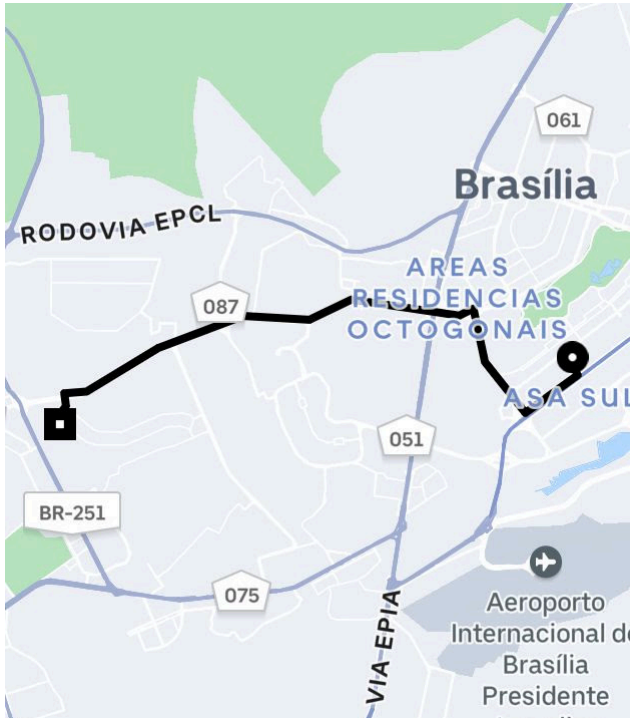 061
Brasília
RODOVIA EPCL
AREAS
RESIDENCIAS
OCTOGONAIS
087
ASA SUL
051
BR-251
075
VIA EPIA
Aeroporto
Internacional d
Brasília
Presidente